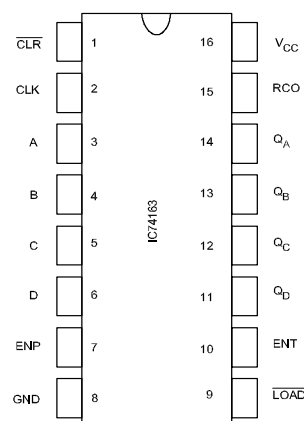 CLR 1 16 VCC
CLK 2 15 RCO
A 3 14 QA
B 4 13 QB
C 5 12 QC
D 6 11 QD
ENP 7 10 ENT
GND 8 9 LOAD
IC74163